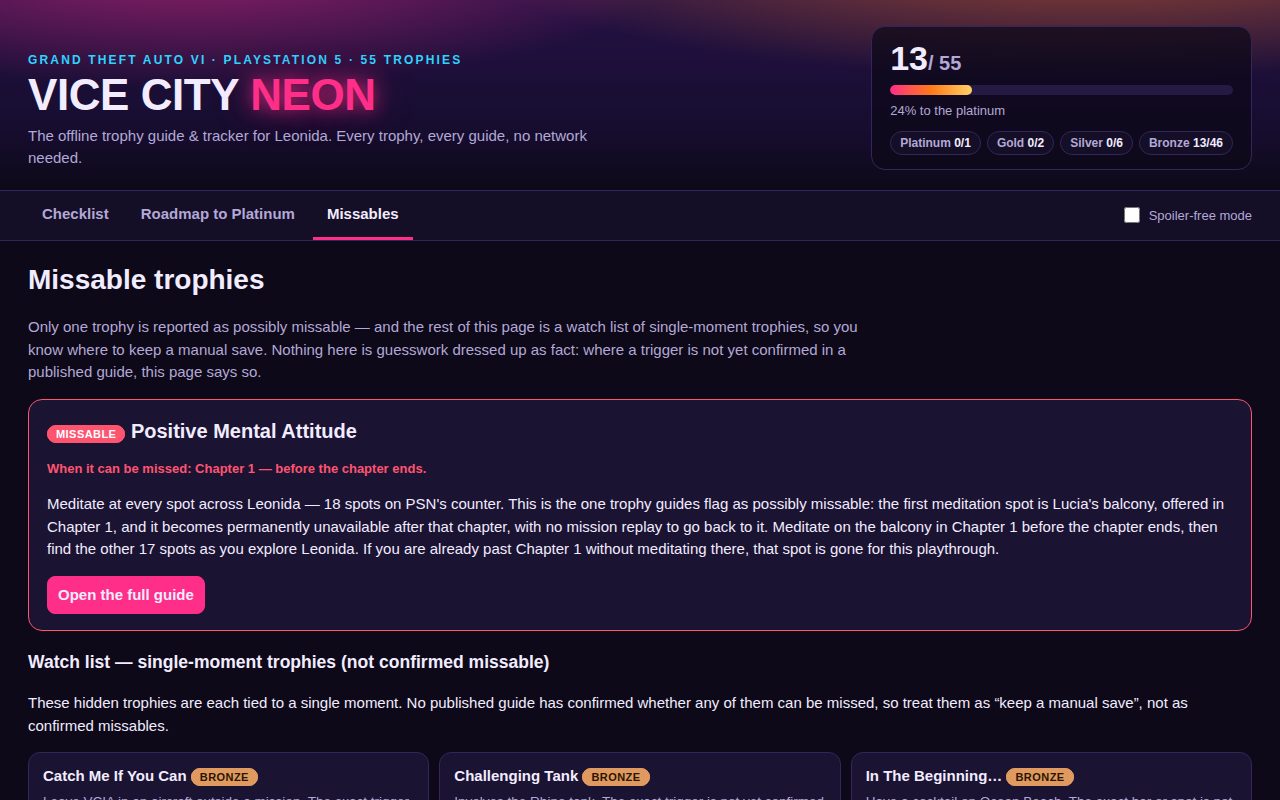 GRAND THEFT AUTO VI · PLAYSTATION 5 · 55 TROPHIES
VICE CITY NEON
The offline trophy guide & tracker for Leonida. Every trophy, every guide, no network
needed.
13/ 55
24% to the platinum
Platinum 0/1 Gold 0/2 Silver 0/6 Bronze 13/46
Checklist Roadmap to Platinum Missables Spoiler-free mode
Missable trophies
Only one trophy is reported as possibly missable — and the rest of this page is a watch list of single-moment trophies, so you
know where to keep a manual save. Nothing here is guesswork dressed up as fact: where a trigger is not yet confirmed in a
published guide, this page says so.
MISSABLE Positive Mental Attitude
When it can be missed: Chapter 1 — before the chapter ends.
Meditate at every spot across Leonida — 18 spots on PSN's counter. This is the one trophy guides flag as possibly missable: the first meditation spot is Lucia's balcony, offered in
Chapter 1, and it becomes permanently unavailable after that chapter, with no mission replay to go back to it. Meditate on the balcony in Chapter 1 before the chapter ends, then
find the other 17 spots as you explore Leonida. If you are already past Chapter 1 without meditating there, that spot is gone for this playthrough.
Open the full guide
Watch list — single-moment trophies (not confirmed missable)
These hidden trophies are each tied to a single moment. No published guide has confirmed whether any of them can be missed, so treat them as “keep a manual save”, not as
confirmed missables.
Catch Me If You Can BRONZE
Challenging Tank BRONZE
In The Beginning… BRONZE